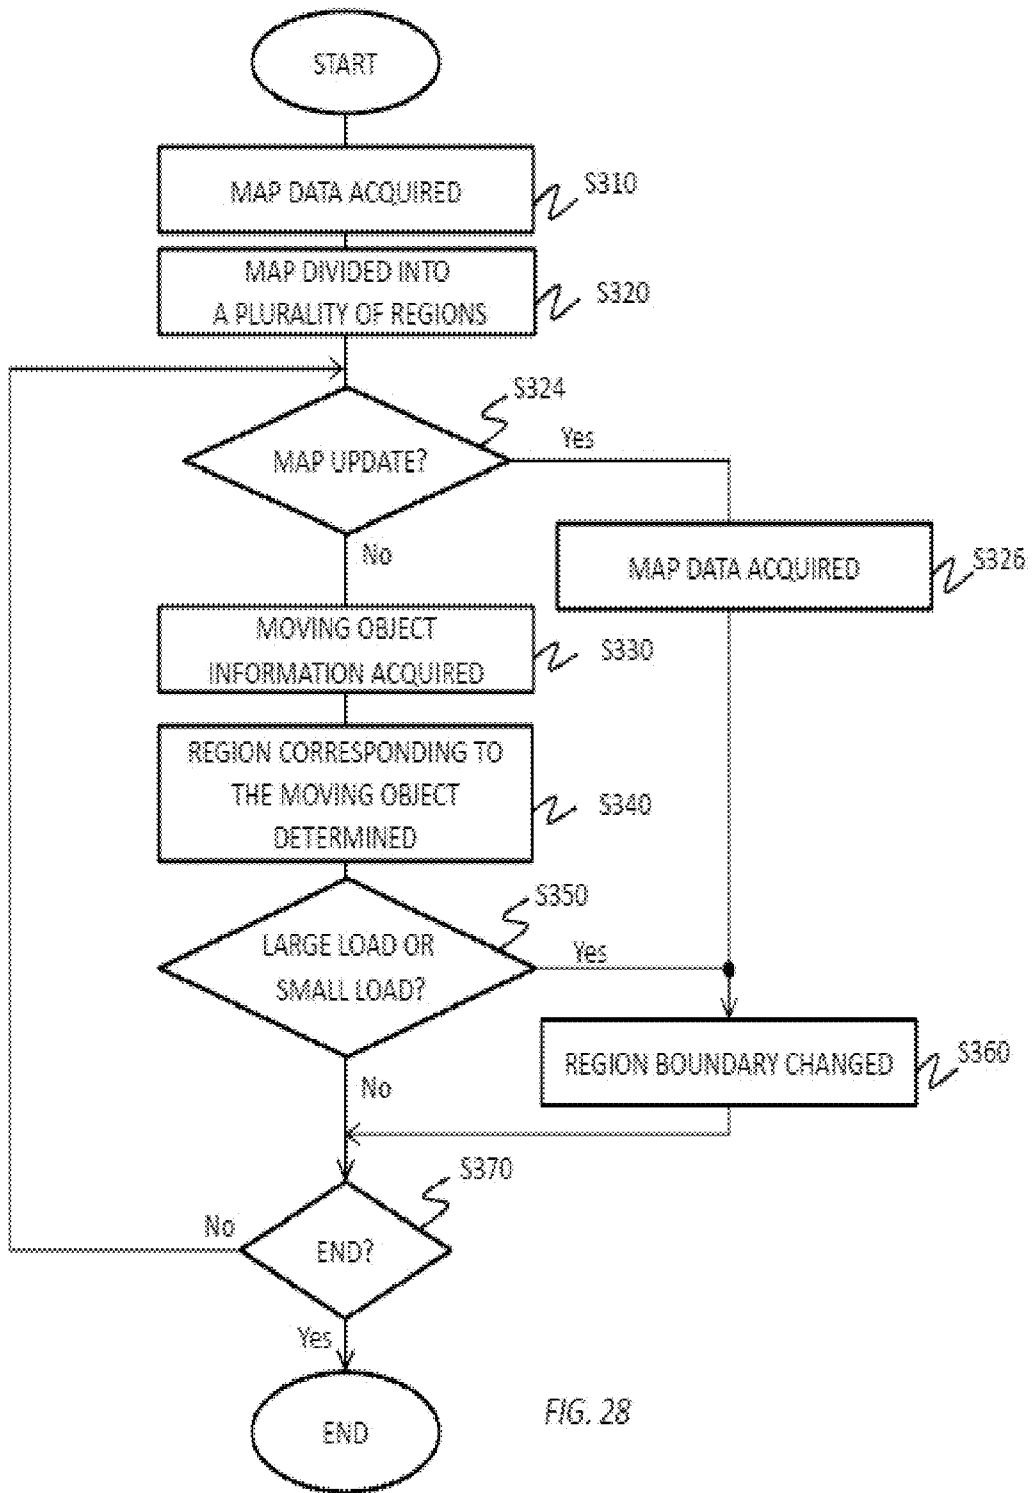 START
MAP DATA ACQUIRED
S310
MAP DIVIDED INTO
A PLURALITY OF REGIONS
S320
S324
MAP UPDATE?
Yes
No
MAP DATA ACQUIRED
S326
MOVING OBJECT
INFORMATION ACQUIRED
S330
REGION CORRESPONDING TO
THE MOVING OBJECT
DETERMINED
S340
S350
LARGE LOAD OR
SMALL LOAD?
Yes
No
REGION BOUNDARY CHANGED
S360
S370
END?
No
Yes
END
FIG. 28